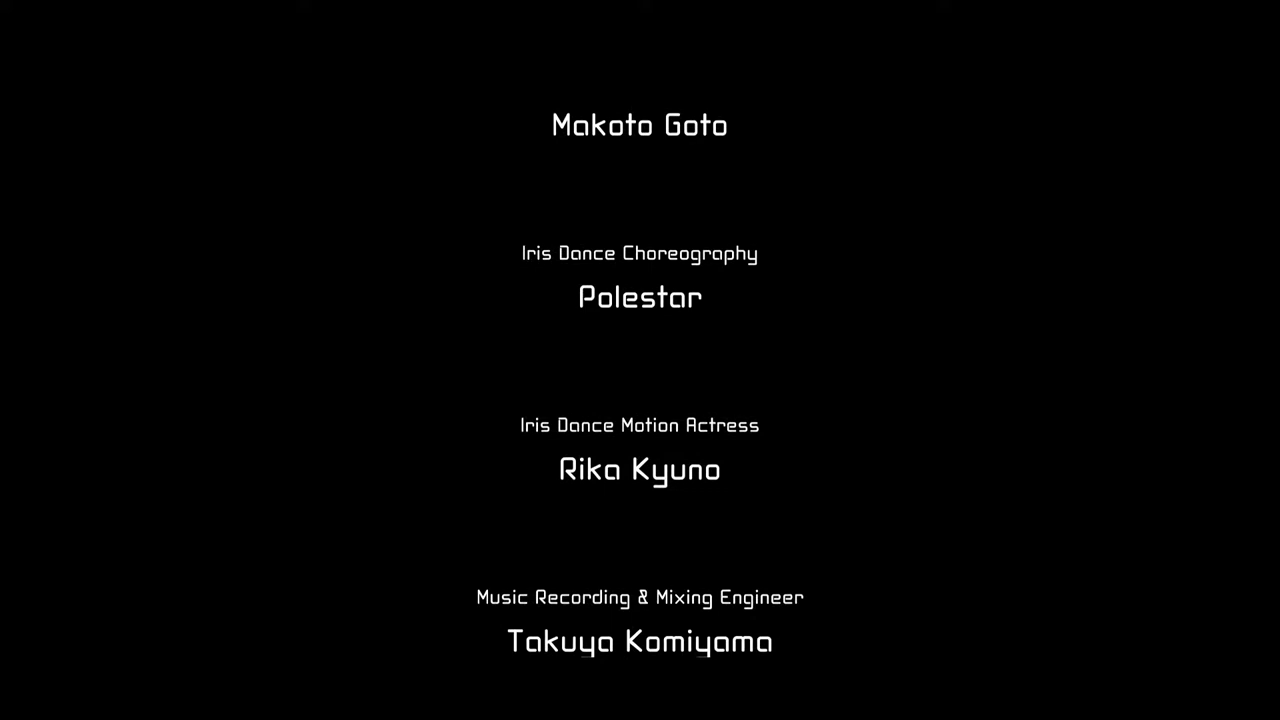 Makoto Goto
Iris Dance Choreography
Polestar
Iris Dance Motion Actress
Rika Kyuno
Music Recording & Mixing Engineer
Takuya Komiyama